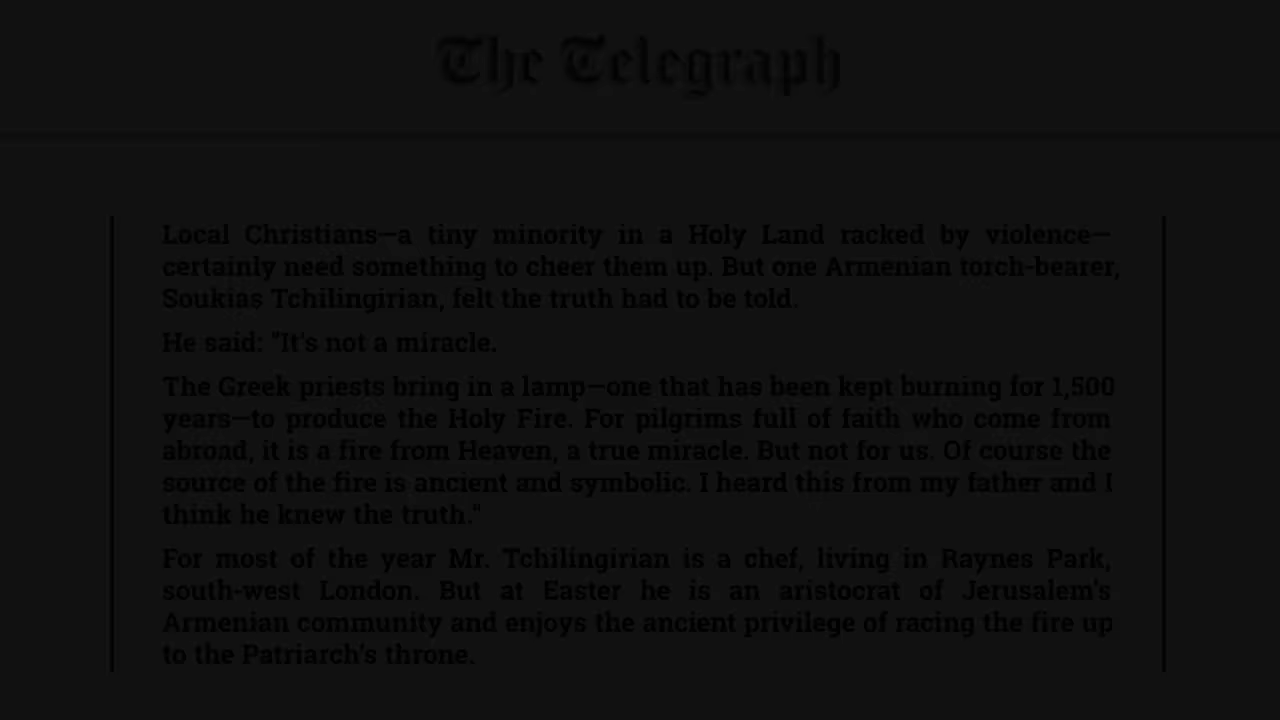 The Telegraph
Local Christians—a tiny minority in a Holy Land racked by violence—
certainly need something to cheer them up. But one Armenian torch-bearer,
Soukias Tchilingirian, felt the truth had to be told.
He said: "It's not a miracle.
The Greek priests bring in a lamp—one that has been kept burning for 1,500
years—to produce the Holy Fire. For pilgrims full of faith who come from
abroad, it is a fire from Heaven, a true miracle. But not for us. Of course the
source of the fire is ancient and symbolic. I heard this from my father and I
think he knew the truth."
For most of the year Mr. Tchilingirian is a chef, living in Raynes Park,
south-west London. But at Easter he is an aristocrat of Jerusalem's
Armenian community and enjoys the ancient privilege of racing the fire up
to the Patriarch's throne.